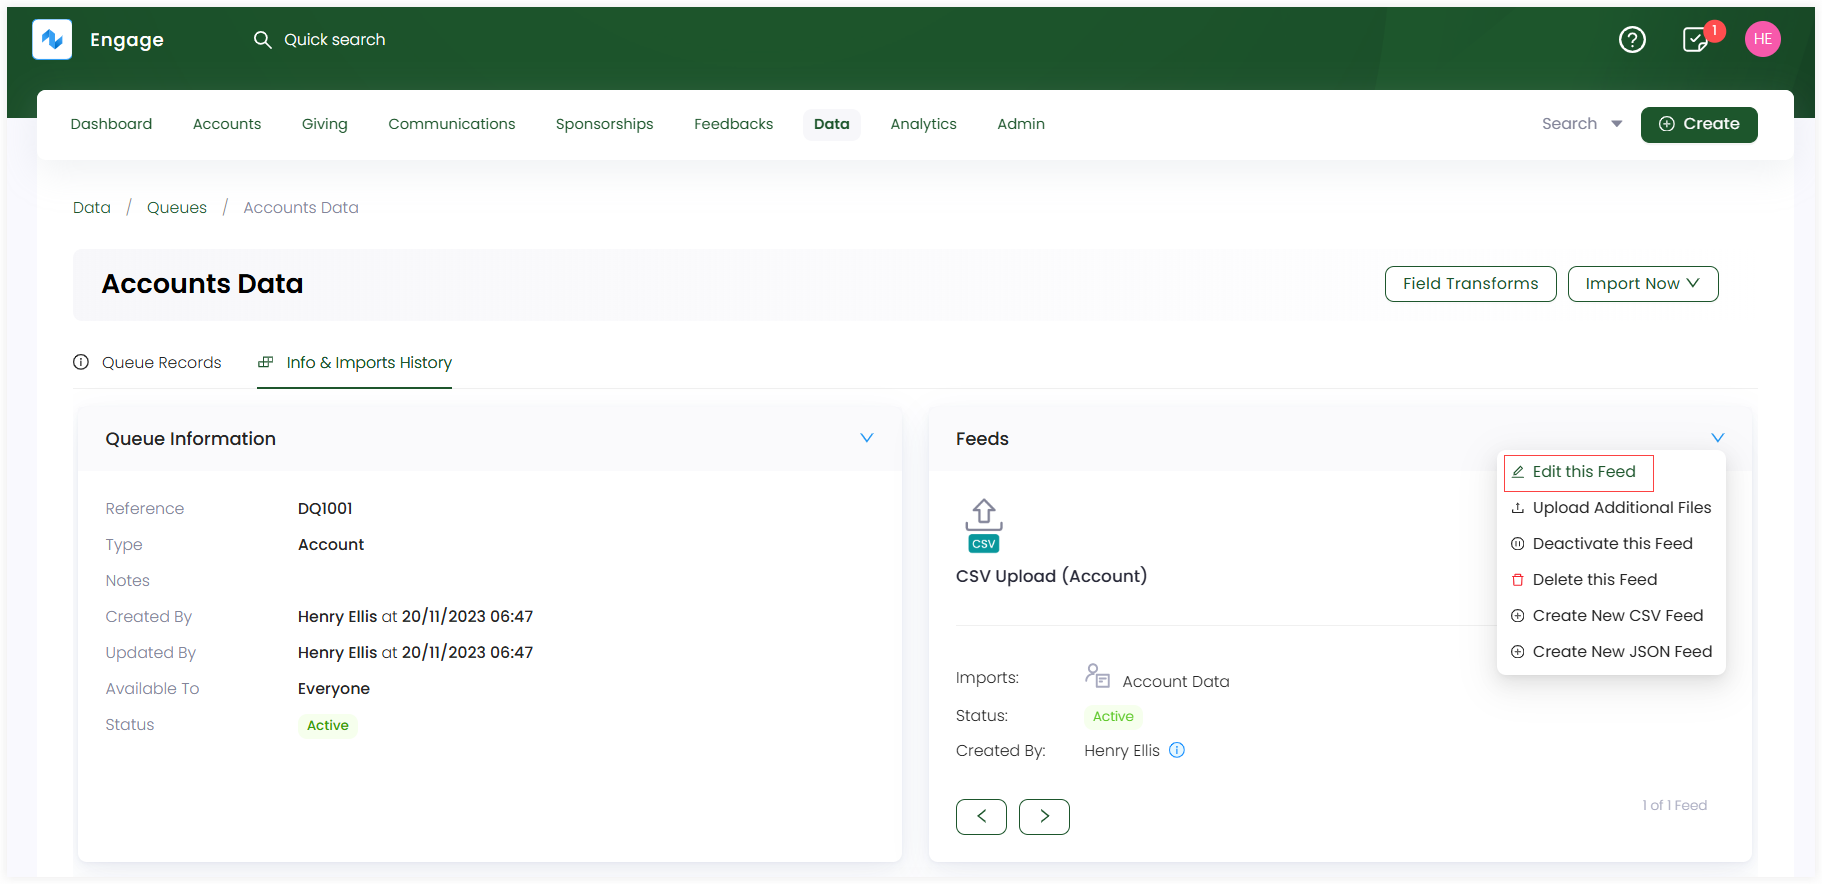 Engage
Quick search
1
HE
Dashboard Accounts Giving Communications Sponsorships Feedbacks Data Analytics Admin Search Create
Data / Queues / Accounts Data
Accounts Data
Field Transforms Import Now
Queue Records Info & Imports History
Queue Information
Reference DQ1001
Type Account
Notes
Created By Henry Ellis at 20/11/2023 06:47
Updated By Henry Ellis at 20/11/2023 06:47
Available To Everyone
Status Active
Feeds
Edit this Feed
Upload Additional Files
Deactivate this Feed
Delete this Feed
Create New CSV Feed
Create New JSON Feed
CSV
CSV Upload (Account)
Imports: Account Data
Status: Active
Created By: Henry Ellis
1 of 1 Feed